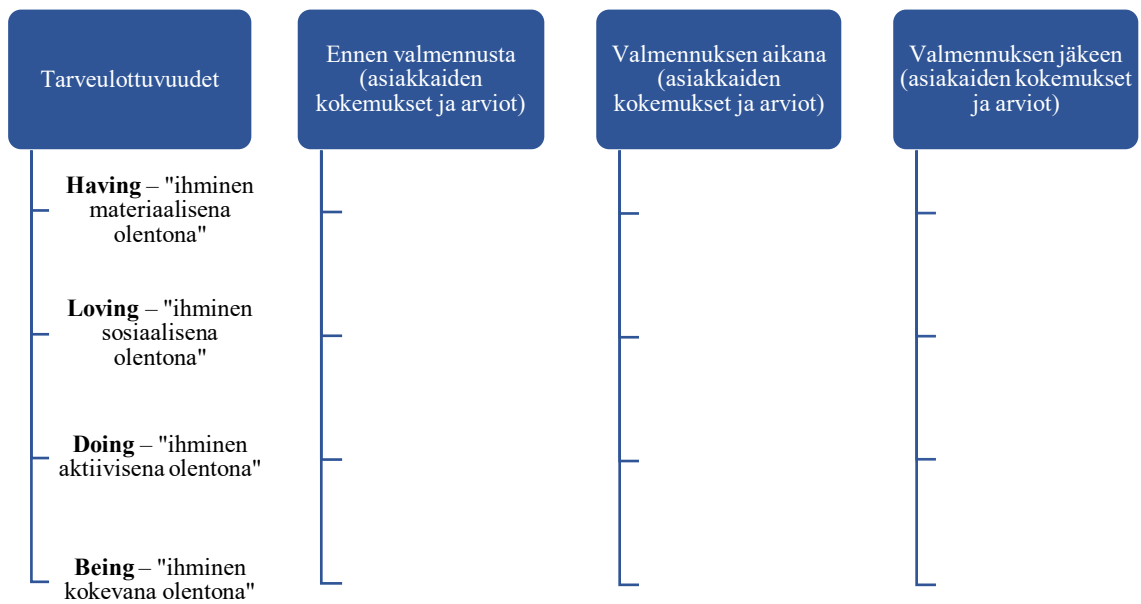 Tarveulottuvuudet
Ennen valmennusta
(asiakkaiden
kokemukset ja arviot)
Valmennuksen aikana
(asiakkaiden
kokemukset ja arviot)
Valmennuksen jäkeen
(asiakaiden kokemukset
ja arviot)
Having – "ihminen
materiaalisena
olentona"
Loving – "ihminen
sosiaalisena
olentona"
Doing – "ihminen
aktiivisena olentona"
Being – "ihminen
kokevana olentona"